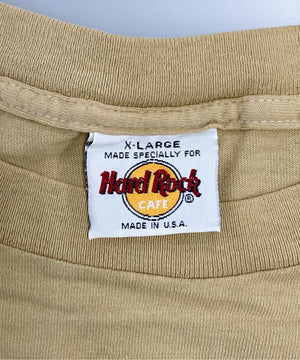 X-LARGE
MADE SPECIALLY FOR
Hard Rock
CAFE ®
MADE IN U.S.A.